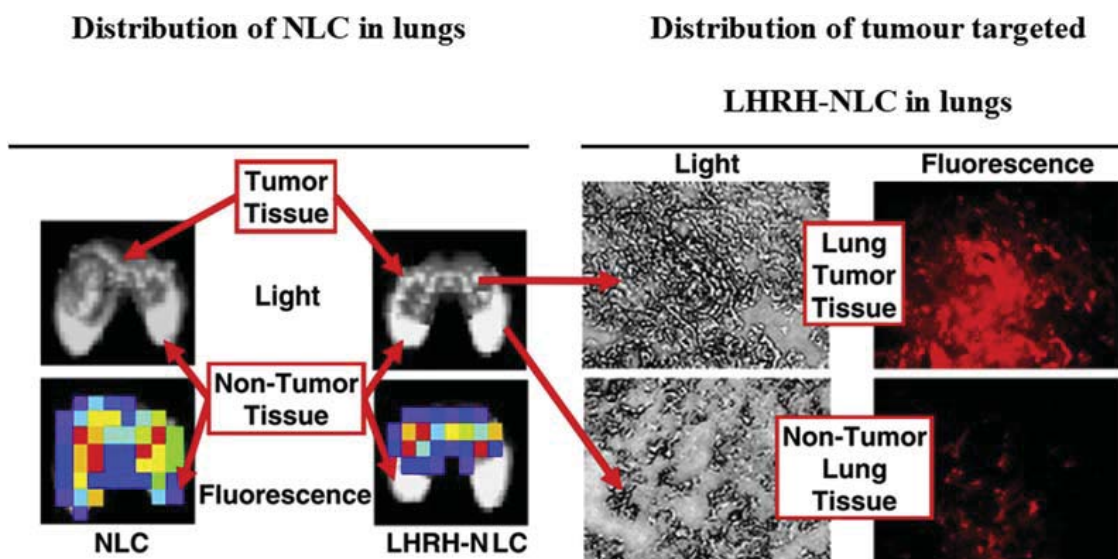 Distribution of NLC in lungs
Distribution of tumour targeted
LHRH-NLC in lungs
Tumor
Tissue
Light
Non-Tumor
Tissue
Fluorescence
NLC
LHRH-NLC
Light
Fluorescence
Lung
Tumor
Tissue
Non-Tumor
Lung
Tissue